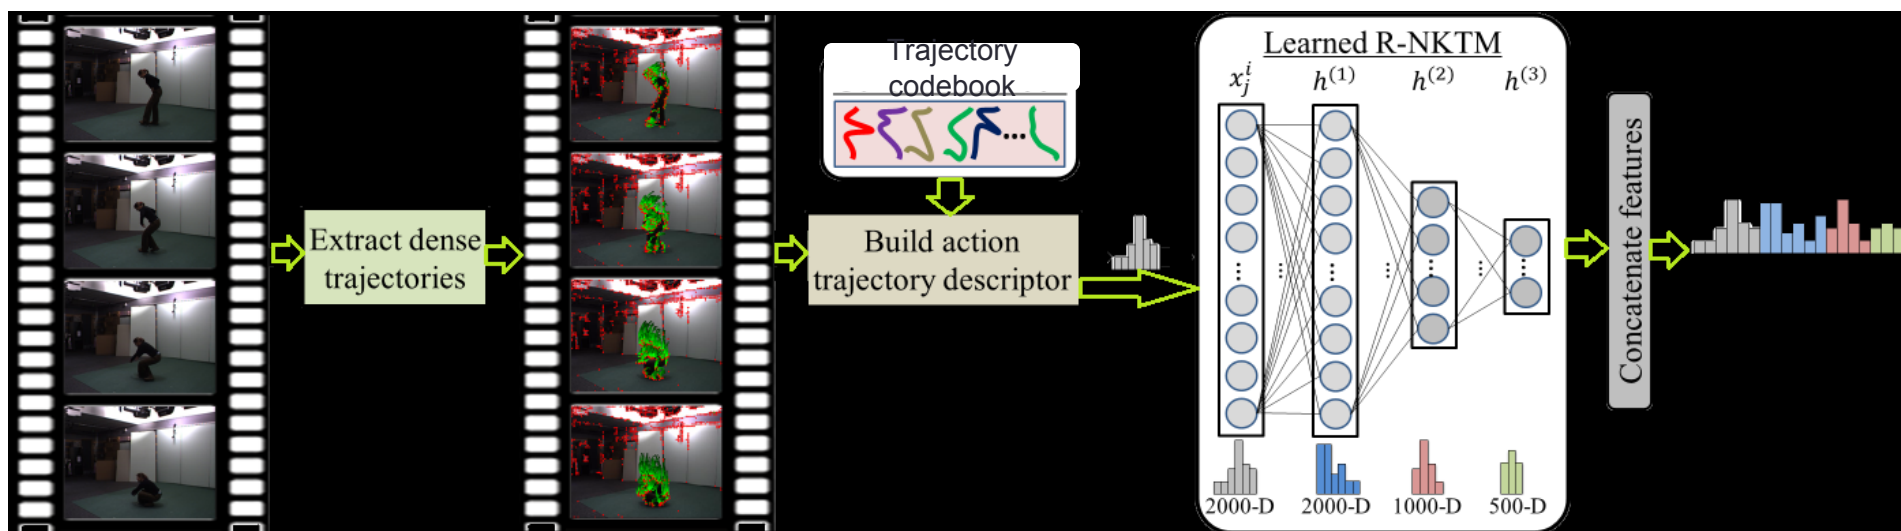 Extract dense
trajectories
Trajectory
codebook
...
Build action
trajectory descriptor
Learned R-NKTM
$x_j^i$ $h^{(1)}$ $h^{(2)}$ $h^{(3)}$
2000-D 2000-D 1000-D 500-D
Concatenate features